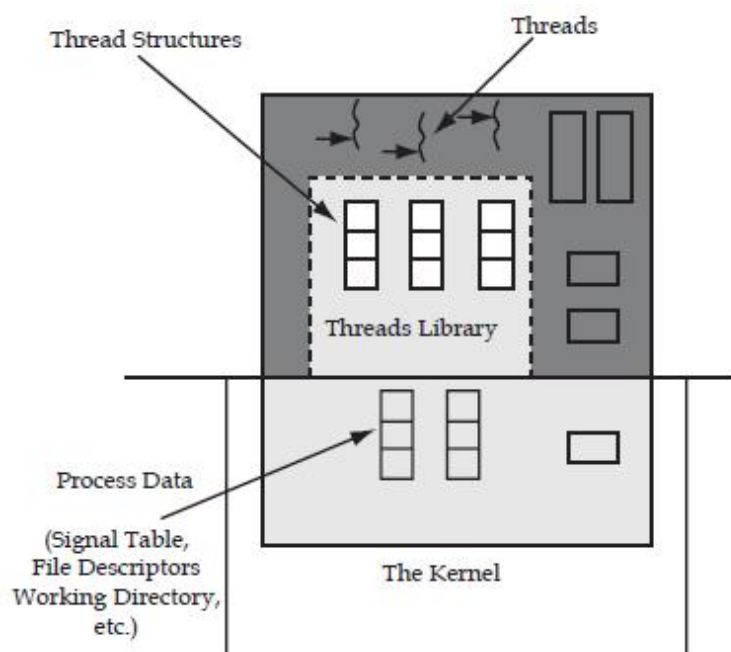 Thread Structures
Threads
Threads Library
Process Data
(Signal Table,
File Descriptors
Working Directory,
etc.)
The Kernel